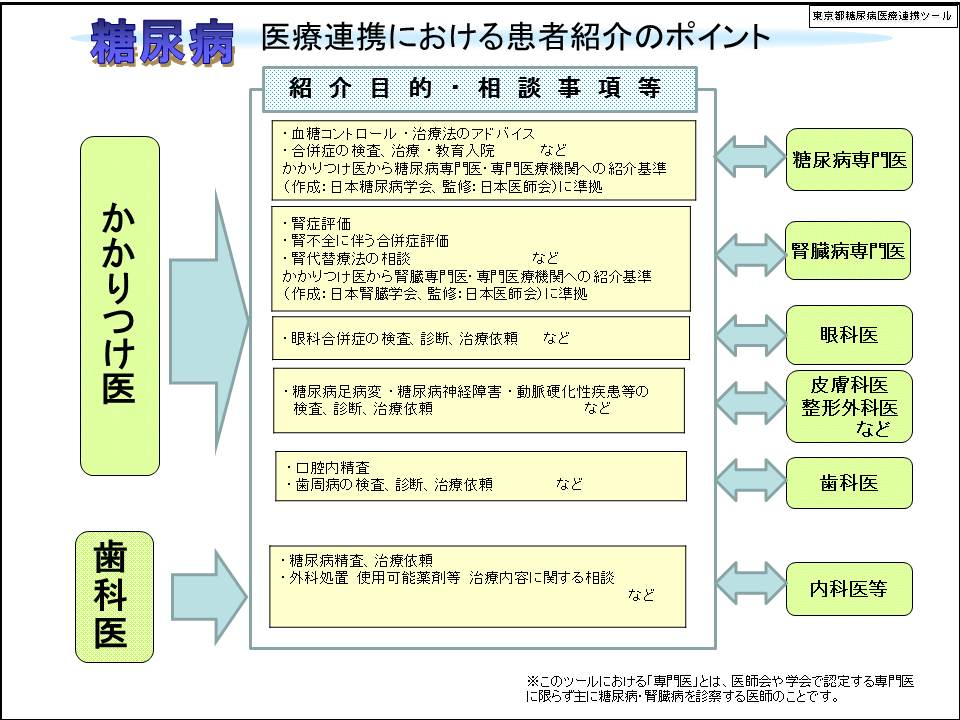 東京都糖尿病医療連携ツール
糖尿病 医療連携における患者紹介のポイント
紹介目的・相談事項等
かかりつけ医
・血糖コントロール ・治療法のアドバイス
・合併症の検査、治療 ・教育入院 など
かかりつけ医から糖尿病専門医・専門医療機関への紹介基準
（作成：日本糖尿病学会、監修：日本医師会）に準拠
糖尿病専門医
・腎症評価
・腎不全に伴う合併症評価
・腎代替療法の相談 など
かかりつけ医から腎臓専門医・専門医療機関への紹介基準
（作成：日本腎臓学会、監修：日本医師会）に準拠
腎臓病専門医
・眼科合併症の検査、診断、治療依頼 など
眼科医
・糖尿病足病変 ・糖尿病神経障害 ・動脈硬化性疾患等の
検査、診断、治療依頼 など
皮膚科医
整形外科医
など
・口腔内精査
・歯周病の検査、診断、治療依頼 など
歯科医
歯科医
・糖尿病精査、治療依頼
・外科処置 使用可能薬剤等 治療内容に関する相談
など
内科医等
※このツールにおける「専門医」とは、医師会や学会で認定する専門医
に限らず主に糖尿病・腎臓病を診察する医師のことです。